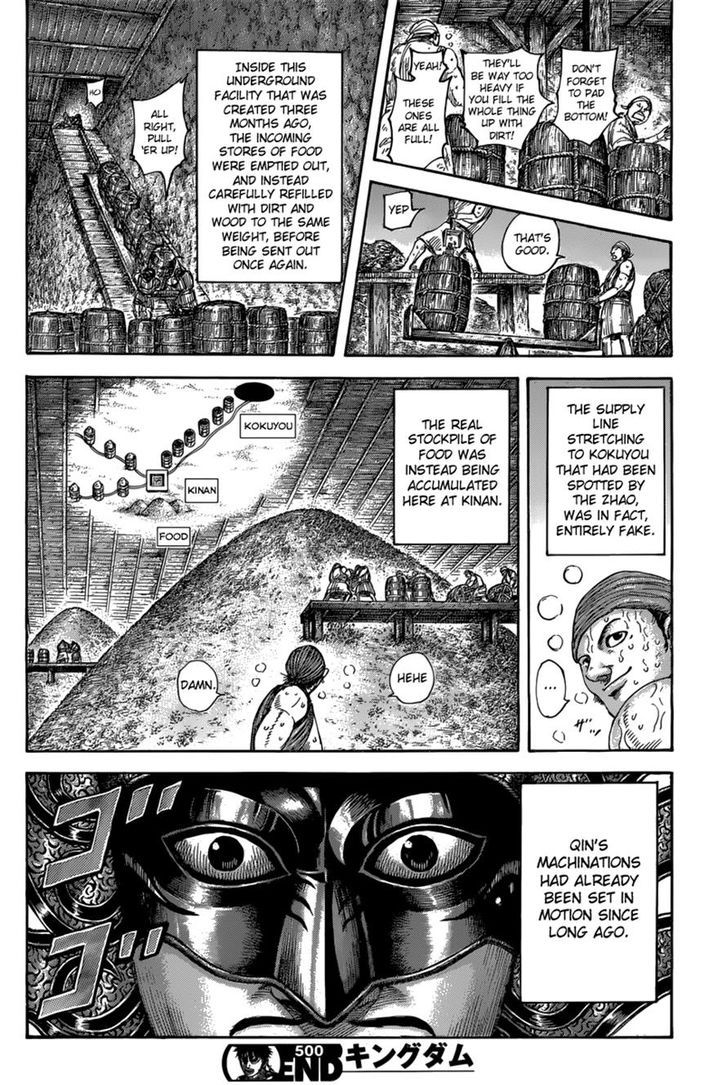 DON'T
FORGET
TO PAD
THE
BOTTOM!
THEY'LL
BE WAY TOO
HEAVY IF
YOU FILL
THE WHOLE
THING UP
WITH
DIRT!
YEAH!
THESE
ONES
ARE ALL
FULL!
THAT'S
GOOD.
YEP
INSIDE THIS
UNDERGROUND
FACILITY THAT WAS
CREATED THREE
MONTHS AGO,
THE INCOMING
STORES OF FOOD
WERE EMPTIED OUT,
AND INSTEAD
CAREFULLY REFILLED
WITH DIRT AND
WOOD TO THE SAME
WEIGHT, BEFORE
BEING SENT OUT
ONCE AGAIN.
ALL
RIGHT,
PULL
'ER UP!
HO
THE SUPPLY
LINE
STRETCHING
TO KOKUYOU
THAT HAD BEEN
SPOTTED BY
THE ZHAO,
WAS IN FACT,
ENTIRELY FAKE.
...
ザッ
THE REAL
STOCKPILE OF
FOOD WAS
INSTEAD BEING
ACCUMULATED
HERE AT KINAN.
KOKUYOU
KINAN
FOOD
HEHE
DAMN.
QIN'S
MACHINATIONS
HAD ALREADY
BEEN SET IN
MOTION SINCE
LONG AGO.
ゴゴ
500
END キングダム